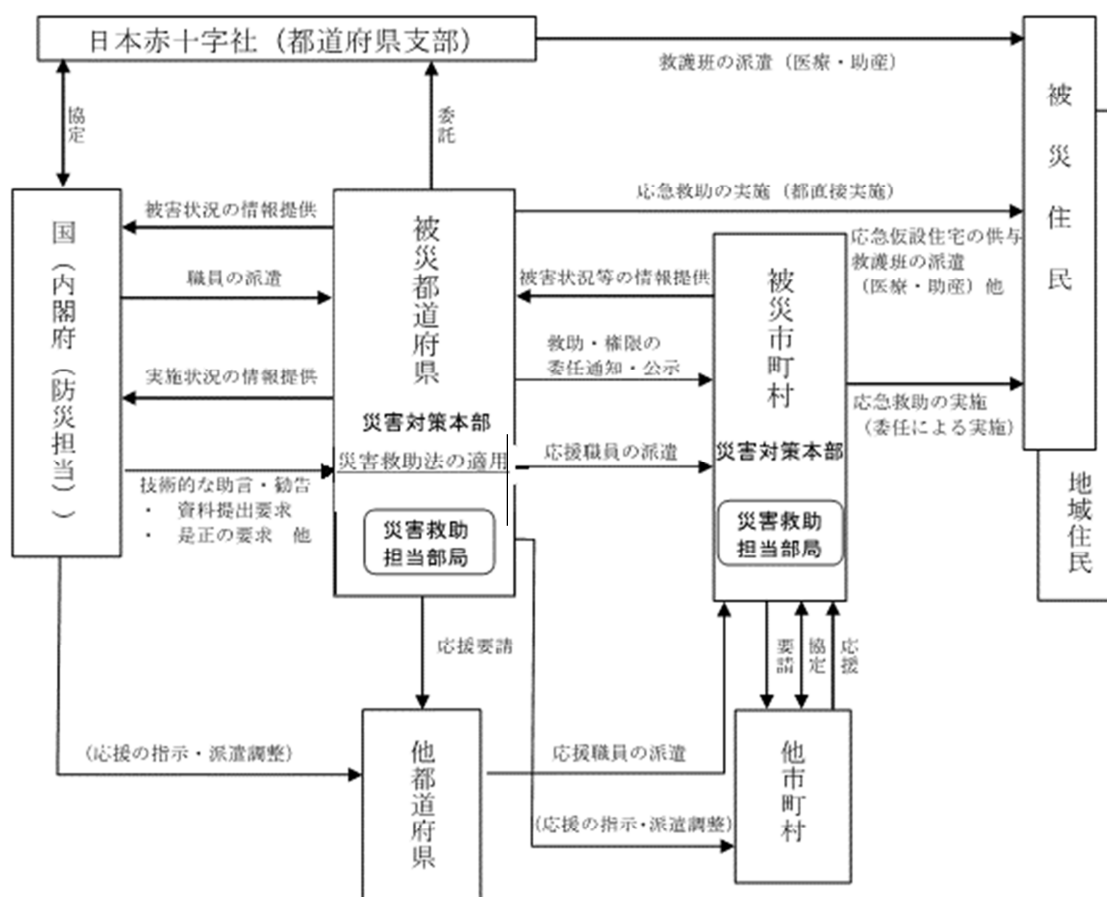 日本赤十字社（都道府県支部）
救護班の派遣（医療・助産）
被災住民
協定
委託
国（内閣府（防災担当））
被害状況の情報提供
職員の派遣
実施状況の情報提供
技術的な助言・勧告
・ 資料提出要求
・ 是正の要求 他
被災都道府県
災害対策本部
災害救助法の適用
災害救助
担当部局
応急救助の実施（都直接実施）
応急仮設住宅の供与
救護班の派遣
（医療・助産）他
被害状況等の情報提供
救助・権限の
委任通知・公示
応援職員の派遣
被災市町村
災害対策本部
災害救助
担当部局
応急救助の実施
（委任による実施）
地域住民
応援要請
要請
協定
応援
(応援の指示・派遣調整)
他都道府県
応援職員の派遣
(応援の指示・派遣調整)
他市町村